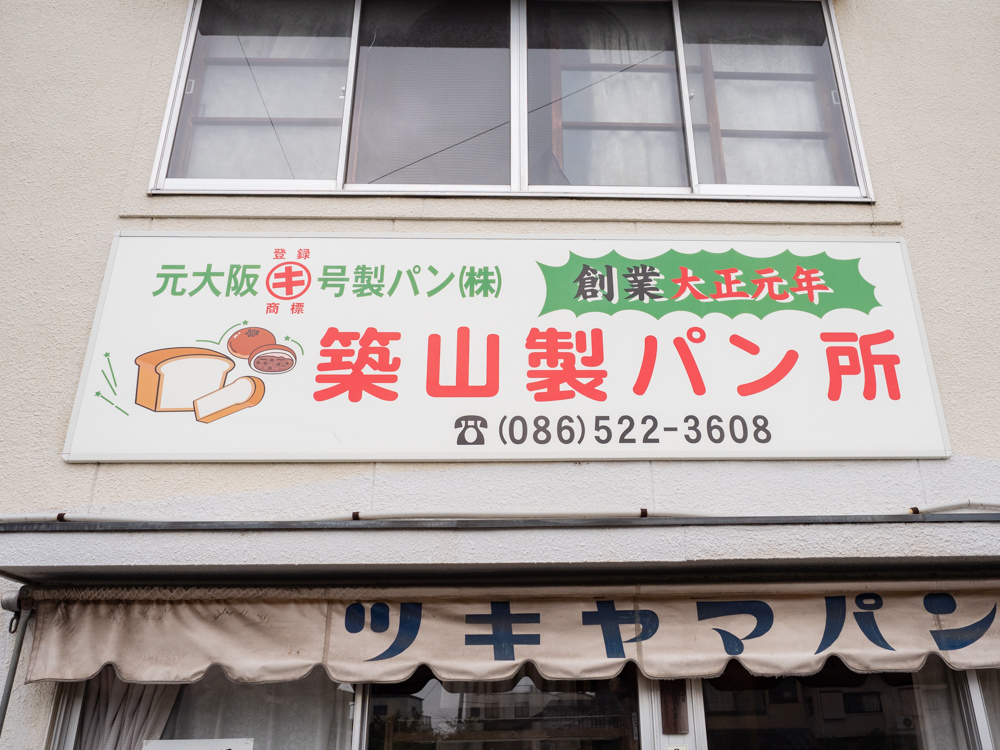 登録
元大阪㋖号製パン㈱
商標
創業大正元年
築山製パン所
☎(086)522-3608
ツキヤマパン